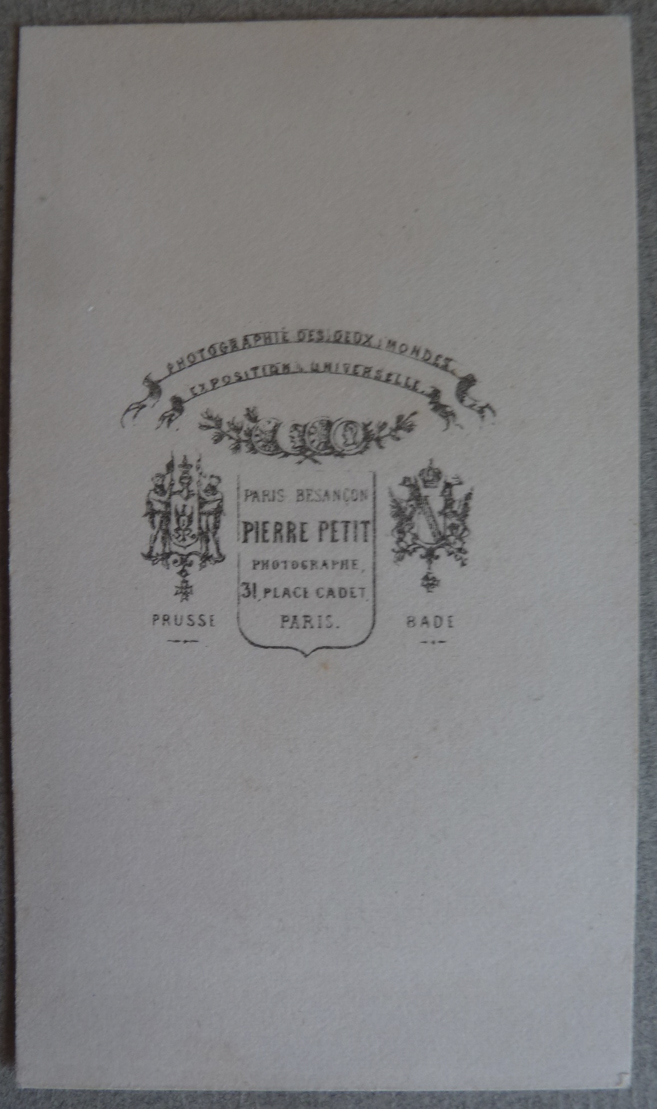 PHOTOGRAPHIE DES DEUX MONDES
EXPOSITION UNIVERSELLE
PARIS BESANÇON
PIERRE PETIT
PHOTOGRAPHE,
31, PLACE CADET,
PARIS.
PRUSSE
BADE